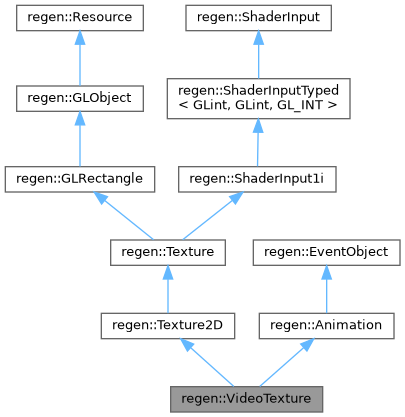 regen::Resource
regen::ShaderInput
regen::GLObject
regen::ShaderInputTyped
< GLint, GLint, GL_INT >
regen::GLRectangle
regen::ShaderInput1i
regen::Texture
regen::EventObject
regen::Texture2D
regen::Animation
regen::VideoTexture